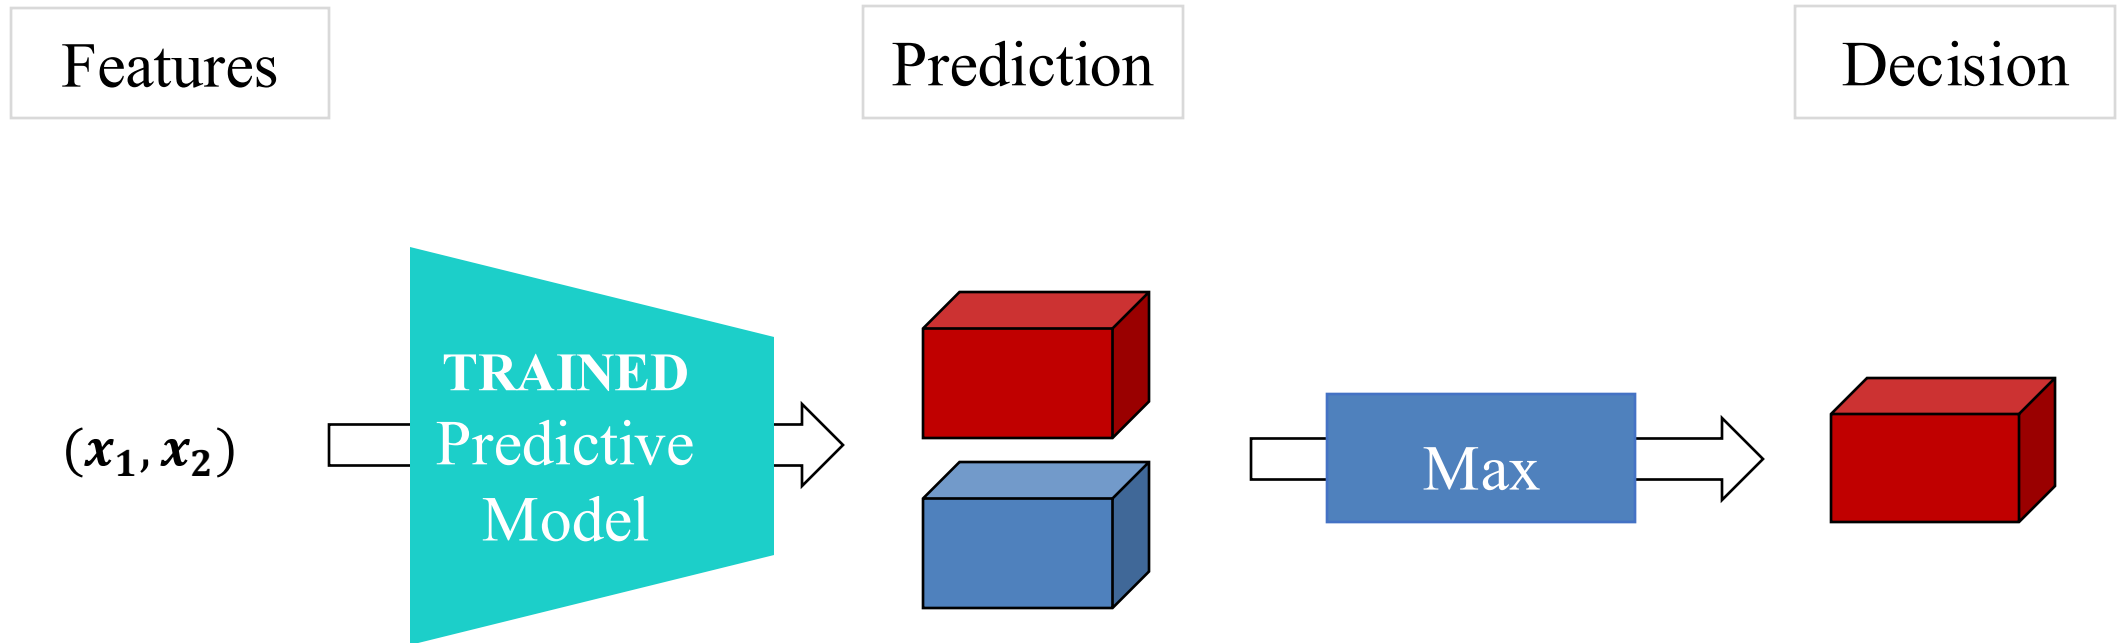 Features
Prediction
Decision
TRAINED
Predictive
Model
(x₁, x₂)
Max